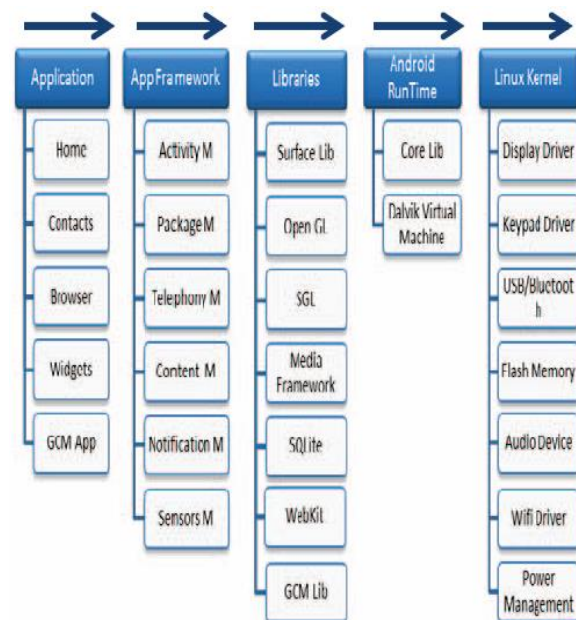 Application
Home
Contacts
Browser
Widgets
GCM App
App Framework
Activity M
Package M
Telephony M
Content M
Notification M
Sensors M
Libraries
Surface Lib
Open GL
SGL
Media
Framework
SQLite
WebKit
GCM Lib
Android
RunTime
Core Lib
Dalvik Virtual
Machine
Linux Kernel
Display Driver
Keypad Driver
USB/Bluetoot
h
Flash Memory
Audio Device
Wifi Driver
Power
Management